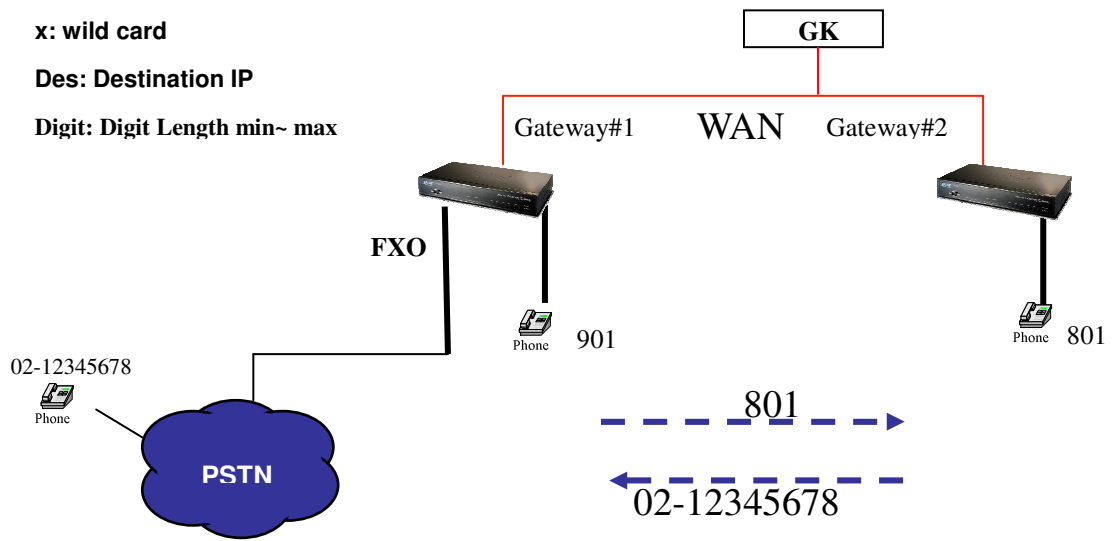 x: wild card
GK
Des: Destination IP
Digit: Digit Length min~ max
Gateway#1
WAN
Gateway#2
FXO
Phone
901
Phone
801
02-12345678
Phone
801
PSTN
02-12345678